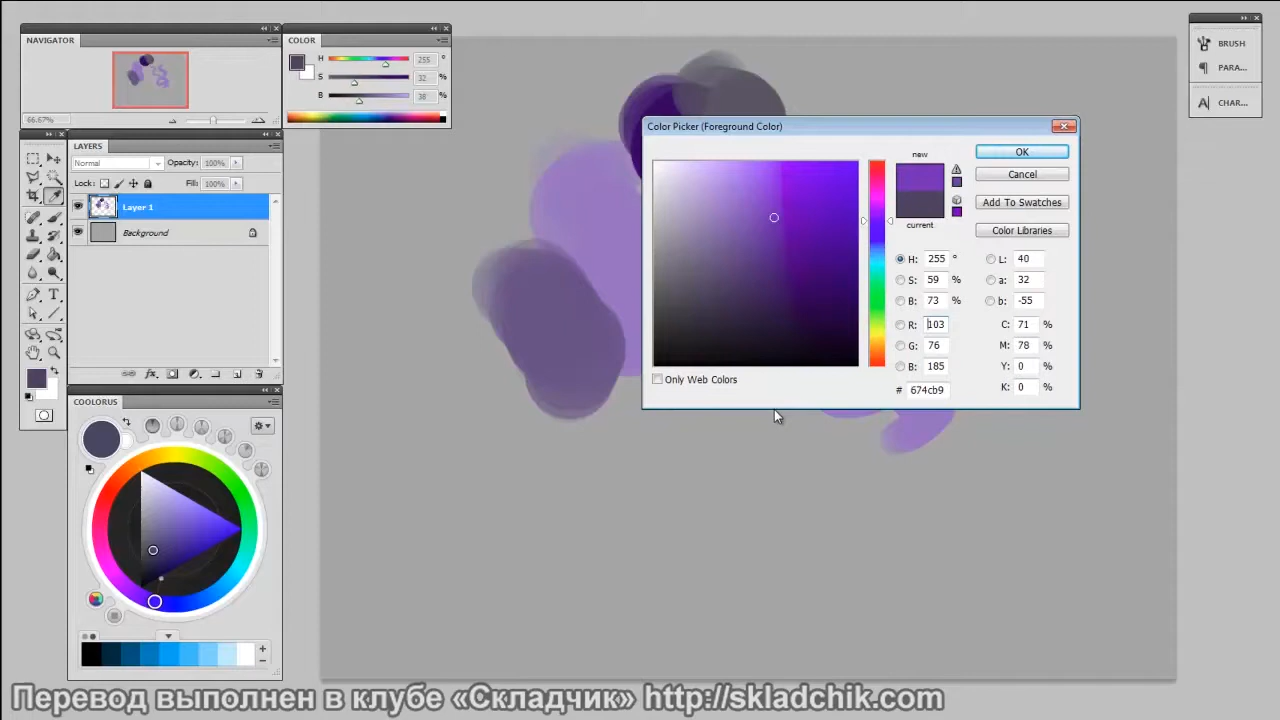 NAVIGATOR
66.67%
COLOR
H 255 °
S 32 %
B 38 %
BRUSH
PARA...
CHAR...
LAYERS
Normal Opacity: 100%
Lock: Fill: 100%
Layer 1
Background
fx
COOLORUS
Color Picker (Foreground Color)
new
current
OK
Cancel
Add To Swatches
Color Libraries
H: 255 ° L: 40
S: 59 % a: 32
B: 73 % b: -55
R: 103 C: 71 %
G: 76 M: 78 %
B: 185 Y: 0 %
# 674cb9 K: 0 %
Only Web Colors
Перевод выполнен в клубе «Складчик» http://skladchik.com